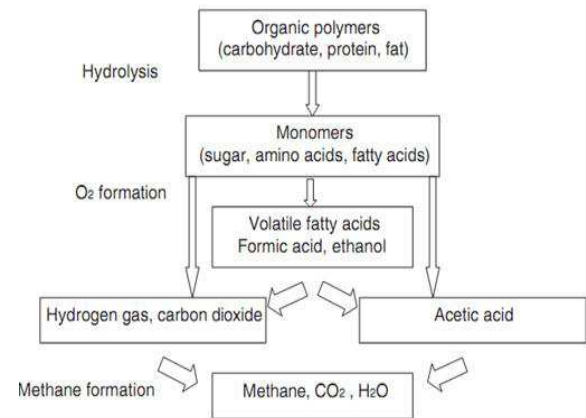 Organic polymers
(carbohydrate, protein, fat)
Hydrolysis
Monomers
(sugar, amino acids, fatty acids)
O₂ formation
Volatile fatty acids
Formic acid, ethanol
Hydrogen gas, carbon dioxide
Acetic acid
Methane formation
Methane, CO₂ , H₂O